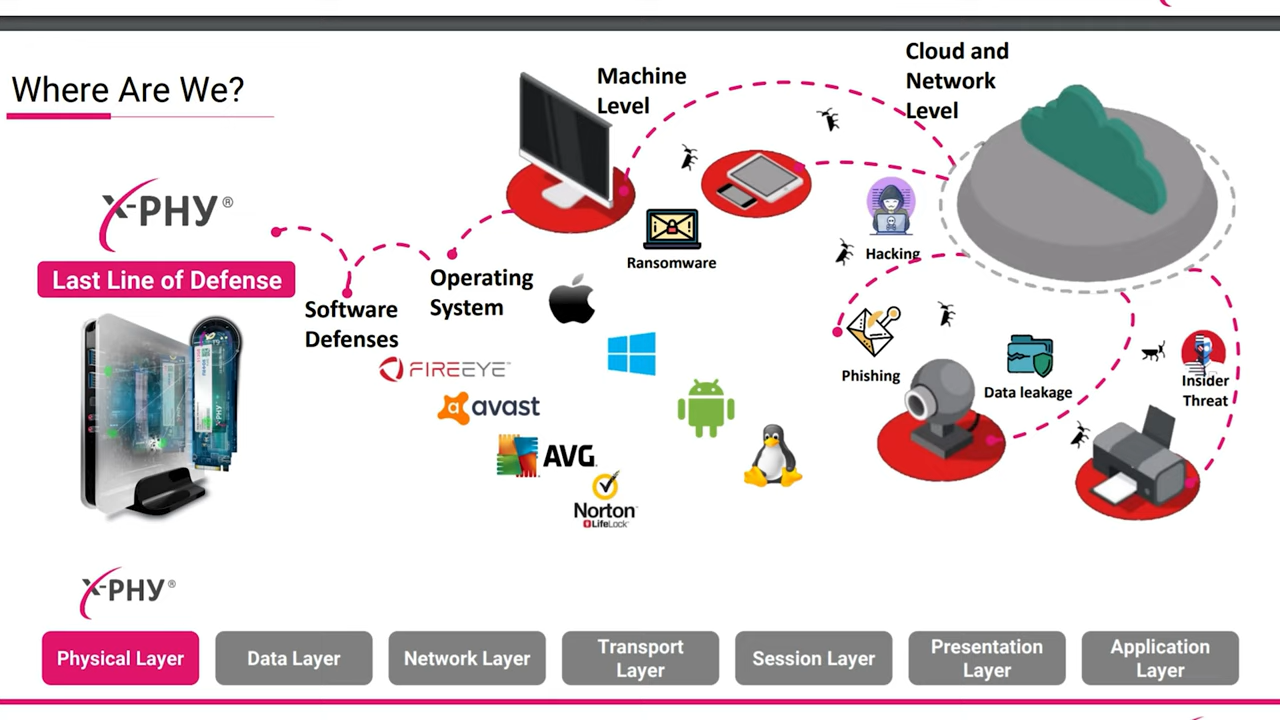 Where Are We?
X-PHY®
Last Line of Defense
Software
Defenses
Operating
System
Machine
Level
Cloud and
Network
Level
Ransomware
Hacking
Phishing
Data leakage
Insider
Threat
FIREEYE™
avast
AVG.
Norton
LifeLock
X-PHY®
Physical Layer
Data Layer
Network Layer
Transport
Layer
Session Layer
Presentation
Layer
Application
Layer